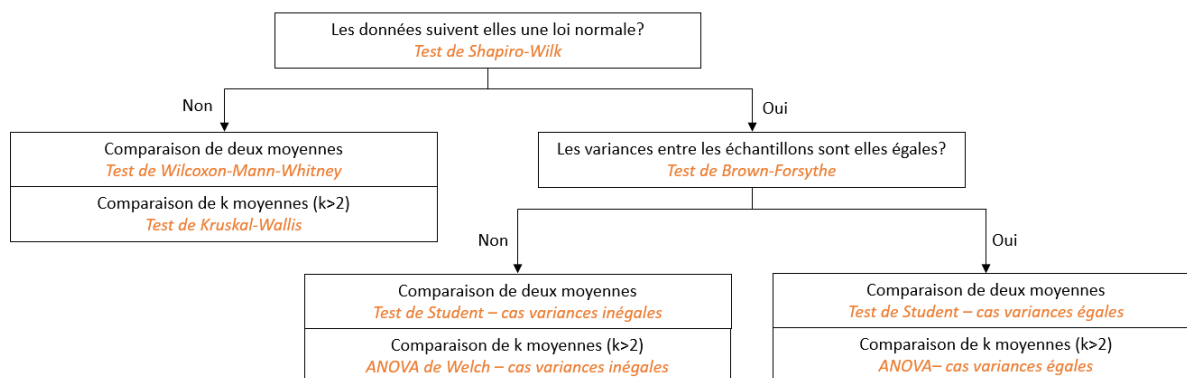 Les données suivent elles une loi normale?
Test de Shapiro-Wilk
Non
Oui
Comparaison de deux moyennes
Test de Wilcoxon-Mann-Whitney
Comparaison de k moyennes (k>2)
Test de Kruskal-Wallis
Les variances entre les échantillons sont elles égales?
Test de Brown-Forsythe
Non
Oui
Comparaison de deux moyennes
Test de Student – cas variances inégales
Comparaison de k moyennes (k>2)
ANOVA de Welch – cas variances inégales
Comparaison de deux moyennes
Test de Student – cas variances égales
Comparaison de k moyennes (k>2)
ANOVA– cas variances égales